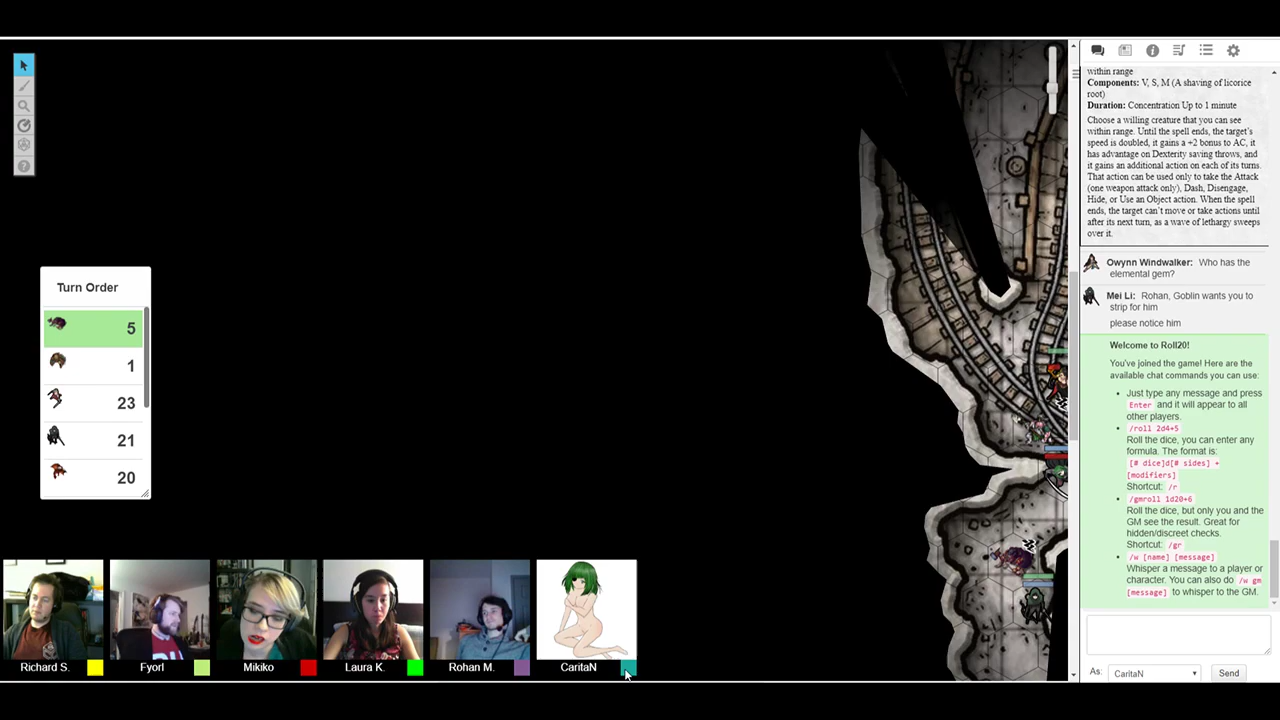 within range
Components: V, S, M (A shaving of licorice
root)
Duration: Concentration Up to 1 minute
Choose a willing creature that you can see
within range. Until the spell ends, the target's
speed is doubled, it gains a +2 bonus to AC, it
has advantage on Dexterity saving throws, and
it gains an additional action on each of its turns.
That action can be used only to take the Attack
(one weapon attack only), Dash, Disengage,
Hide, or Use an Object action. When the spell
ends, the target can't move or take actions until
after its next turn, as a wave of lethargy sweeps
over it.
Owynn Windwalker: Who has the
elemental gem?
Mei Li: Rohan, Goblin wants you to
strip for him
please notice him
Welcome to Roll20!
You've joined the game! Here are the
available chat commands you can use:
Just type any message and press
Enter and it will appear to all
other players.
/roll 2d4+5
Roll the dice, you can enter any
formula. The format is:
[# dice]d[# sides] +
[modifiers]
Shortcut: /r
/gmroll 1d20+6
Roll the dice, but only you and the
GM see the result. Great for
hidden/discreet checks.
Shortcut: /gr
/w [name] [message]
Whisper a message to a player or
character. You can also do /w gm
[message] to whisper to the GM.
As: CaritaN Send
Turn Order
5
1
23
21
20
Richard S.
Fyorl
Mikiko
Laura K.
Rohan M.
CaritaN